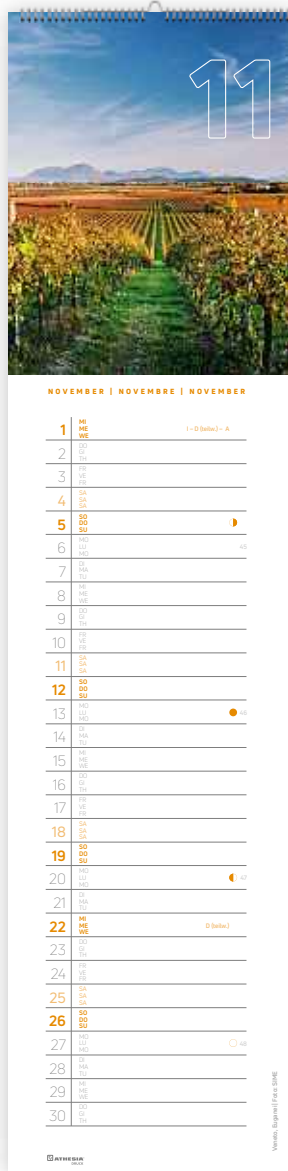 11
NOVEMBER | NOVEMBRE | NOVEMBER
1 MI ME WE I – D (teilw.) – A
2 DO GI TH
3 FR VE FR
4 SA SA SA
5 SO DO SU
6 MO LU MO 45
7 DI MA TU
8 MI ME WE
9 DO GI TH
10 FR VE FR
11 SA SA SA
12 SO DO SU
13 MO LU MO 46
14 DI MA TU
15 MI ME WE
16 DO GI TH
17 FR VE FR
18 SA SA SA
19 SO DO SU
20 MO LU MO 47
21 DI MA TU
22 MI ME WE D (teilw.)
23 DO GI TH
24 FR VE FR
25 SA SA SA
26 SO DO SU
27 MO LU MO 48
28 DI MA TU
29 MI ME WE
30 DO GI TH
ATHESIA
DRUCK
Veneto, Euganei | Foto: SIME